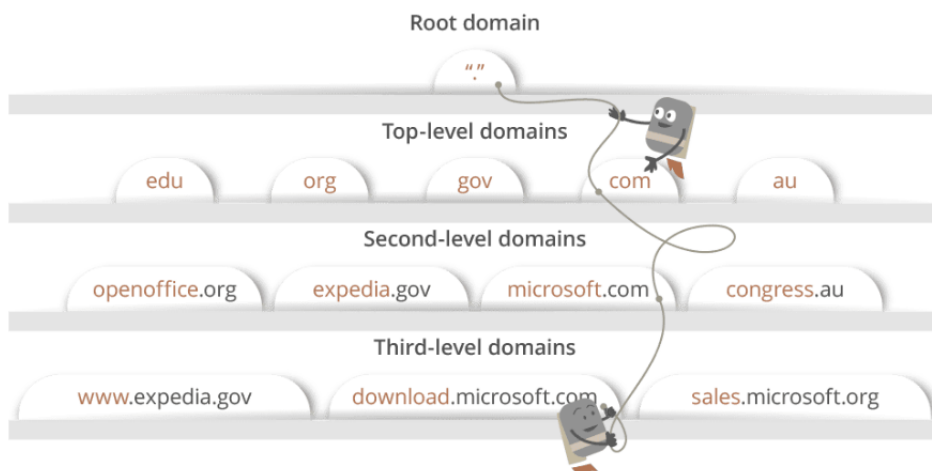 Root domain
“.”
Top-level domains
edu org gov com au
Second-level domains
openoffice.org expedia.gov microsoft.com congress.au
Third-level domains
www.expedia.gov download.microsoft.com sales.microsoft.org